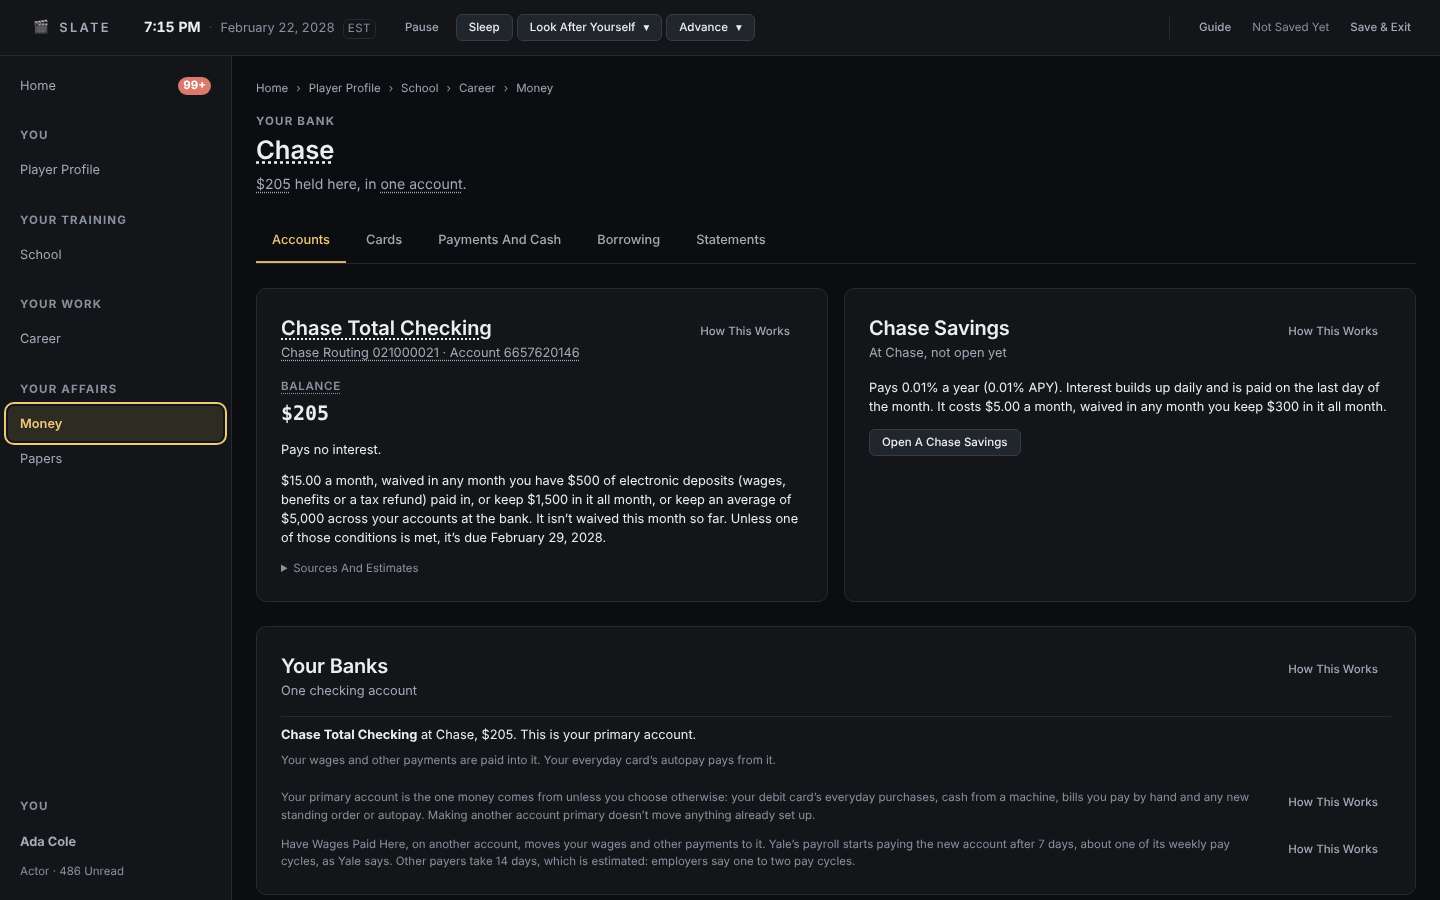 SLATE
7:15 PM · February 22, 2028 EST
Pause
Sleep
Look After Yourself ▾
Advance ▾
Guide
Not Saved Yet
Save & Exit
Home
99+
YOU
Player Profile
YOUR TRAINING
School
YOUR WORK
Career
YOUR AFFAIRS
Money
Papers
YOU
Ada Cole
Actor · 486 Unread
Home › Player Profile › School › Career › Money
YOUR BANK
Chase
$205 held here, in one account.
Accounts
Cards
Payments And Cash
Borrowing
Statements
Chase Total Checking
How This Works
Chase Routing 021000021 · Account 6657620146
BALANCE
$205
Pays no interest.
$15.00 a month, waived in any month you have $500 of electronic deposits (wages,
benefits or a tax refund) paid in, or keep $1,500 in it all month, or keep an average of
$5,000 across your accounts at the bank. It isn’t waived this month so far. Unless one
of those conditions is met, it’s due February 29, 2028.
▶ Sources And Estimates
Chase Savings
How This Works
At Chase, not open yet
Pays 0.01% a year (0.01% APY). Interest builds up daily and is paid on the last day of
the month. It costs $5.00 a month, waived in any month you keep $300 in it all month.
Open A Chase Savings
Your Banks
How This Works
One checking account
Chase Total Checking at Chase, $205. This is your primary account.
Your wages and other payments are paid into it. Your everyday card’s autopay pays from it.
Your primary account is the one money comes from unless you choose otherwise: your debit card’s everyday purchases, cash from a machine, bills you pay by hand and any new
standing order or autopay. Making another account primary doesn’t move anything already set up.
How This Works
Have Wages Paid Here, on another account, moves your wages and other payments to it. Yale’s payroll starts paying the new account after 7 days, about one of its weekly pay
cycles, as Yale says. Other payers take 14 days, which is estimated: employers say one to two pay cycles.
How This Works